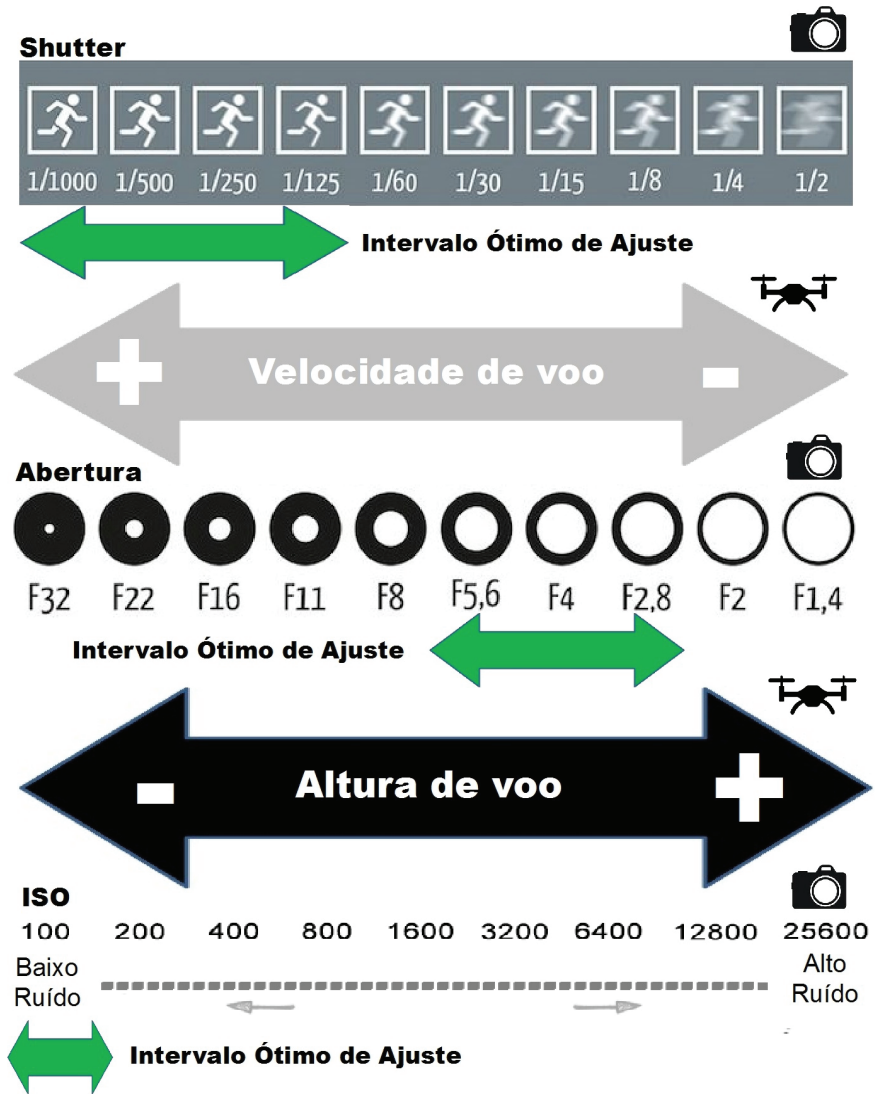 Shutter
1/1000 1/500 1/250 1/125 1/60 1/30 1/15 1/8 1/4 1/2
Intervalo Ótimo de Ajuste
+ Velocidade de voo -
Abertura
F32 F22 F16 F11 F8 F5,6 F4 F2,8 F2 F1,4
Intervalo Ótimo de Ajuste
- Altura de voo +
ISO
100 200 400 800 1600 3200 6400 12800 25600
Baixo Alto
Ruído Ruído
Intervalo Ótimo de Ajuste